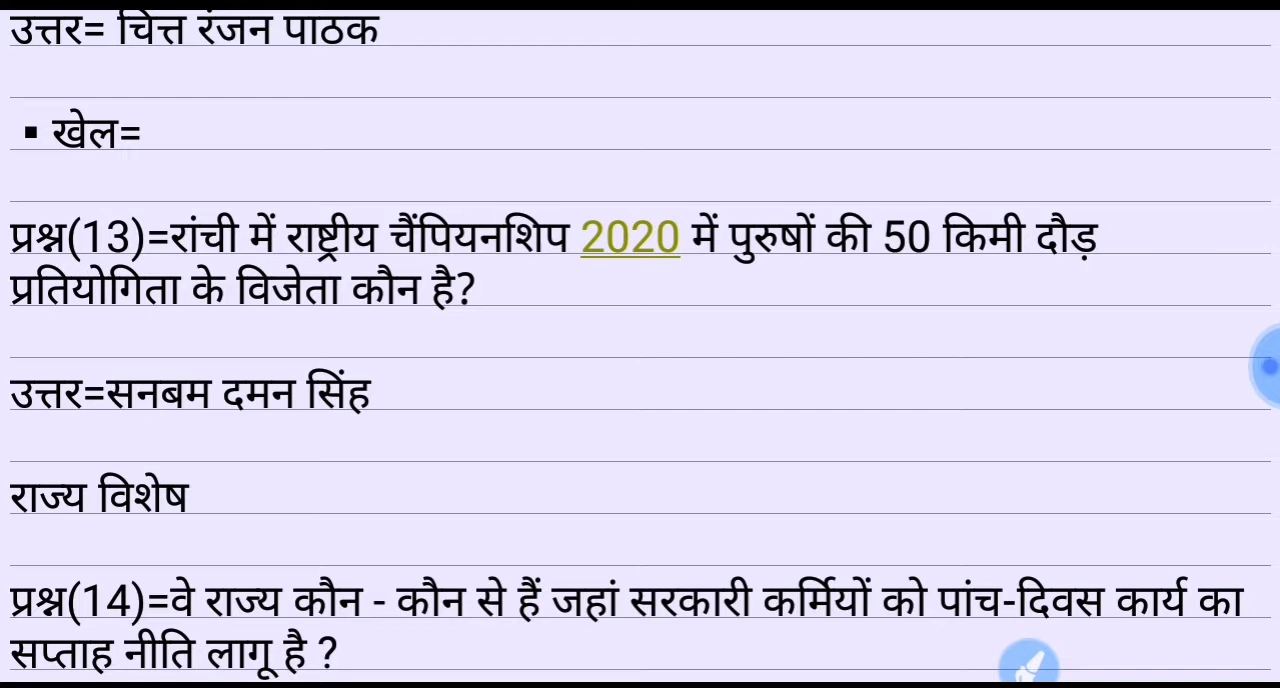 उत्तर= चित्त रंजन पाठक
▪ खेल=
प्रश्न(13)=रांची में राष्ट्रीय चैंपियनशिप 2020 में पुरुषों की 50 किमी दौड़
प्रतियोगिता के विजेता कौन है?
उत्तर=सनबम दमन सिंह
राज्य विशेष
प्रश्न(14)=वे राज्य कौन - कौन से हैं जहां सरकारी कर्मियों को पांच-दिवस कार्य का
सप्ताह नीति लागू है ?